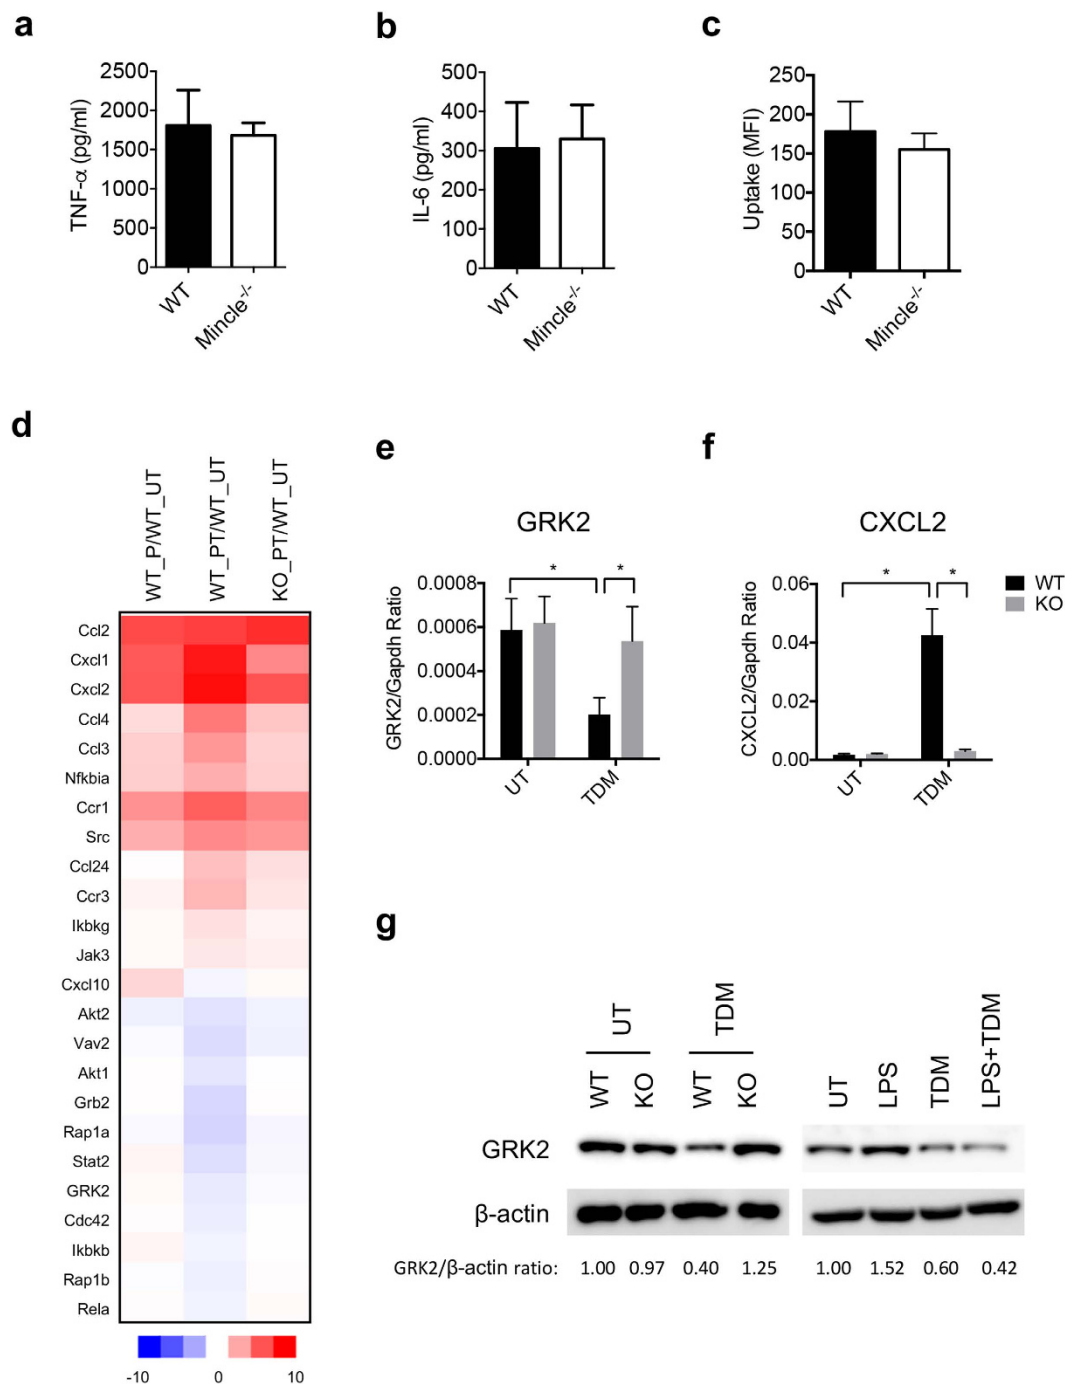 a
2500
2000
1500
1000
500
0
TNF-α (pg/ml)
WT
Mincle-/-
b
500
400
300
200
100
0
IL-6 (pg/ml)
WT
Mincle-/-
c
250
200
150
100
50
0
Uptake (MFI)
WT
Mincle-/-
d
WT_P/WT_UT
WT_PT/WT_UT
KO_PT/WT_UT
Ccl2
Cxcl1
Cxcl2
Ccl4
Ccl3
Nfkbia
Ccr1
Src
Ccl24
Ccr3
Ikbkg
Jak3
Cxcl10
Akt2
Vav2
Akt1
Grb2
Rap1a
Stat2
GRK2
Cdc42
Ikbkb
Rap1b
Rela
-10 0 10
e
GRK2
* *
0.0008
0.0006
0.0004
0.0002
0.0000
GRK2/Gapdh Ratio
UT
TDM
f
CXCL2
* *
0.06
0.04
0.02
0.00
CXCL2/Gapdh Ratio
UT
TDM
WT
KO
g
UT TDM
WT KO WT KO UT LPS TDM LPS+TDM
GRK2
β-actin
GRK2/β-actin ratio: 1.00 0.97 0.40 1.25 1.00 1.52 0.60 0.42